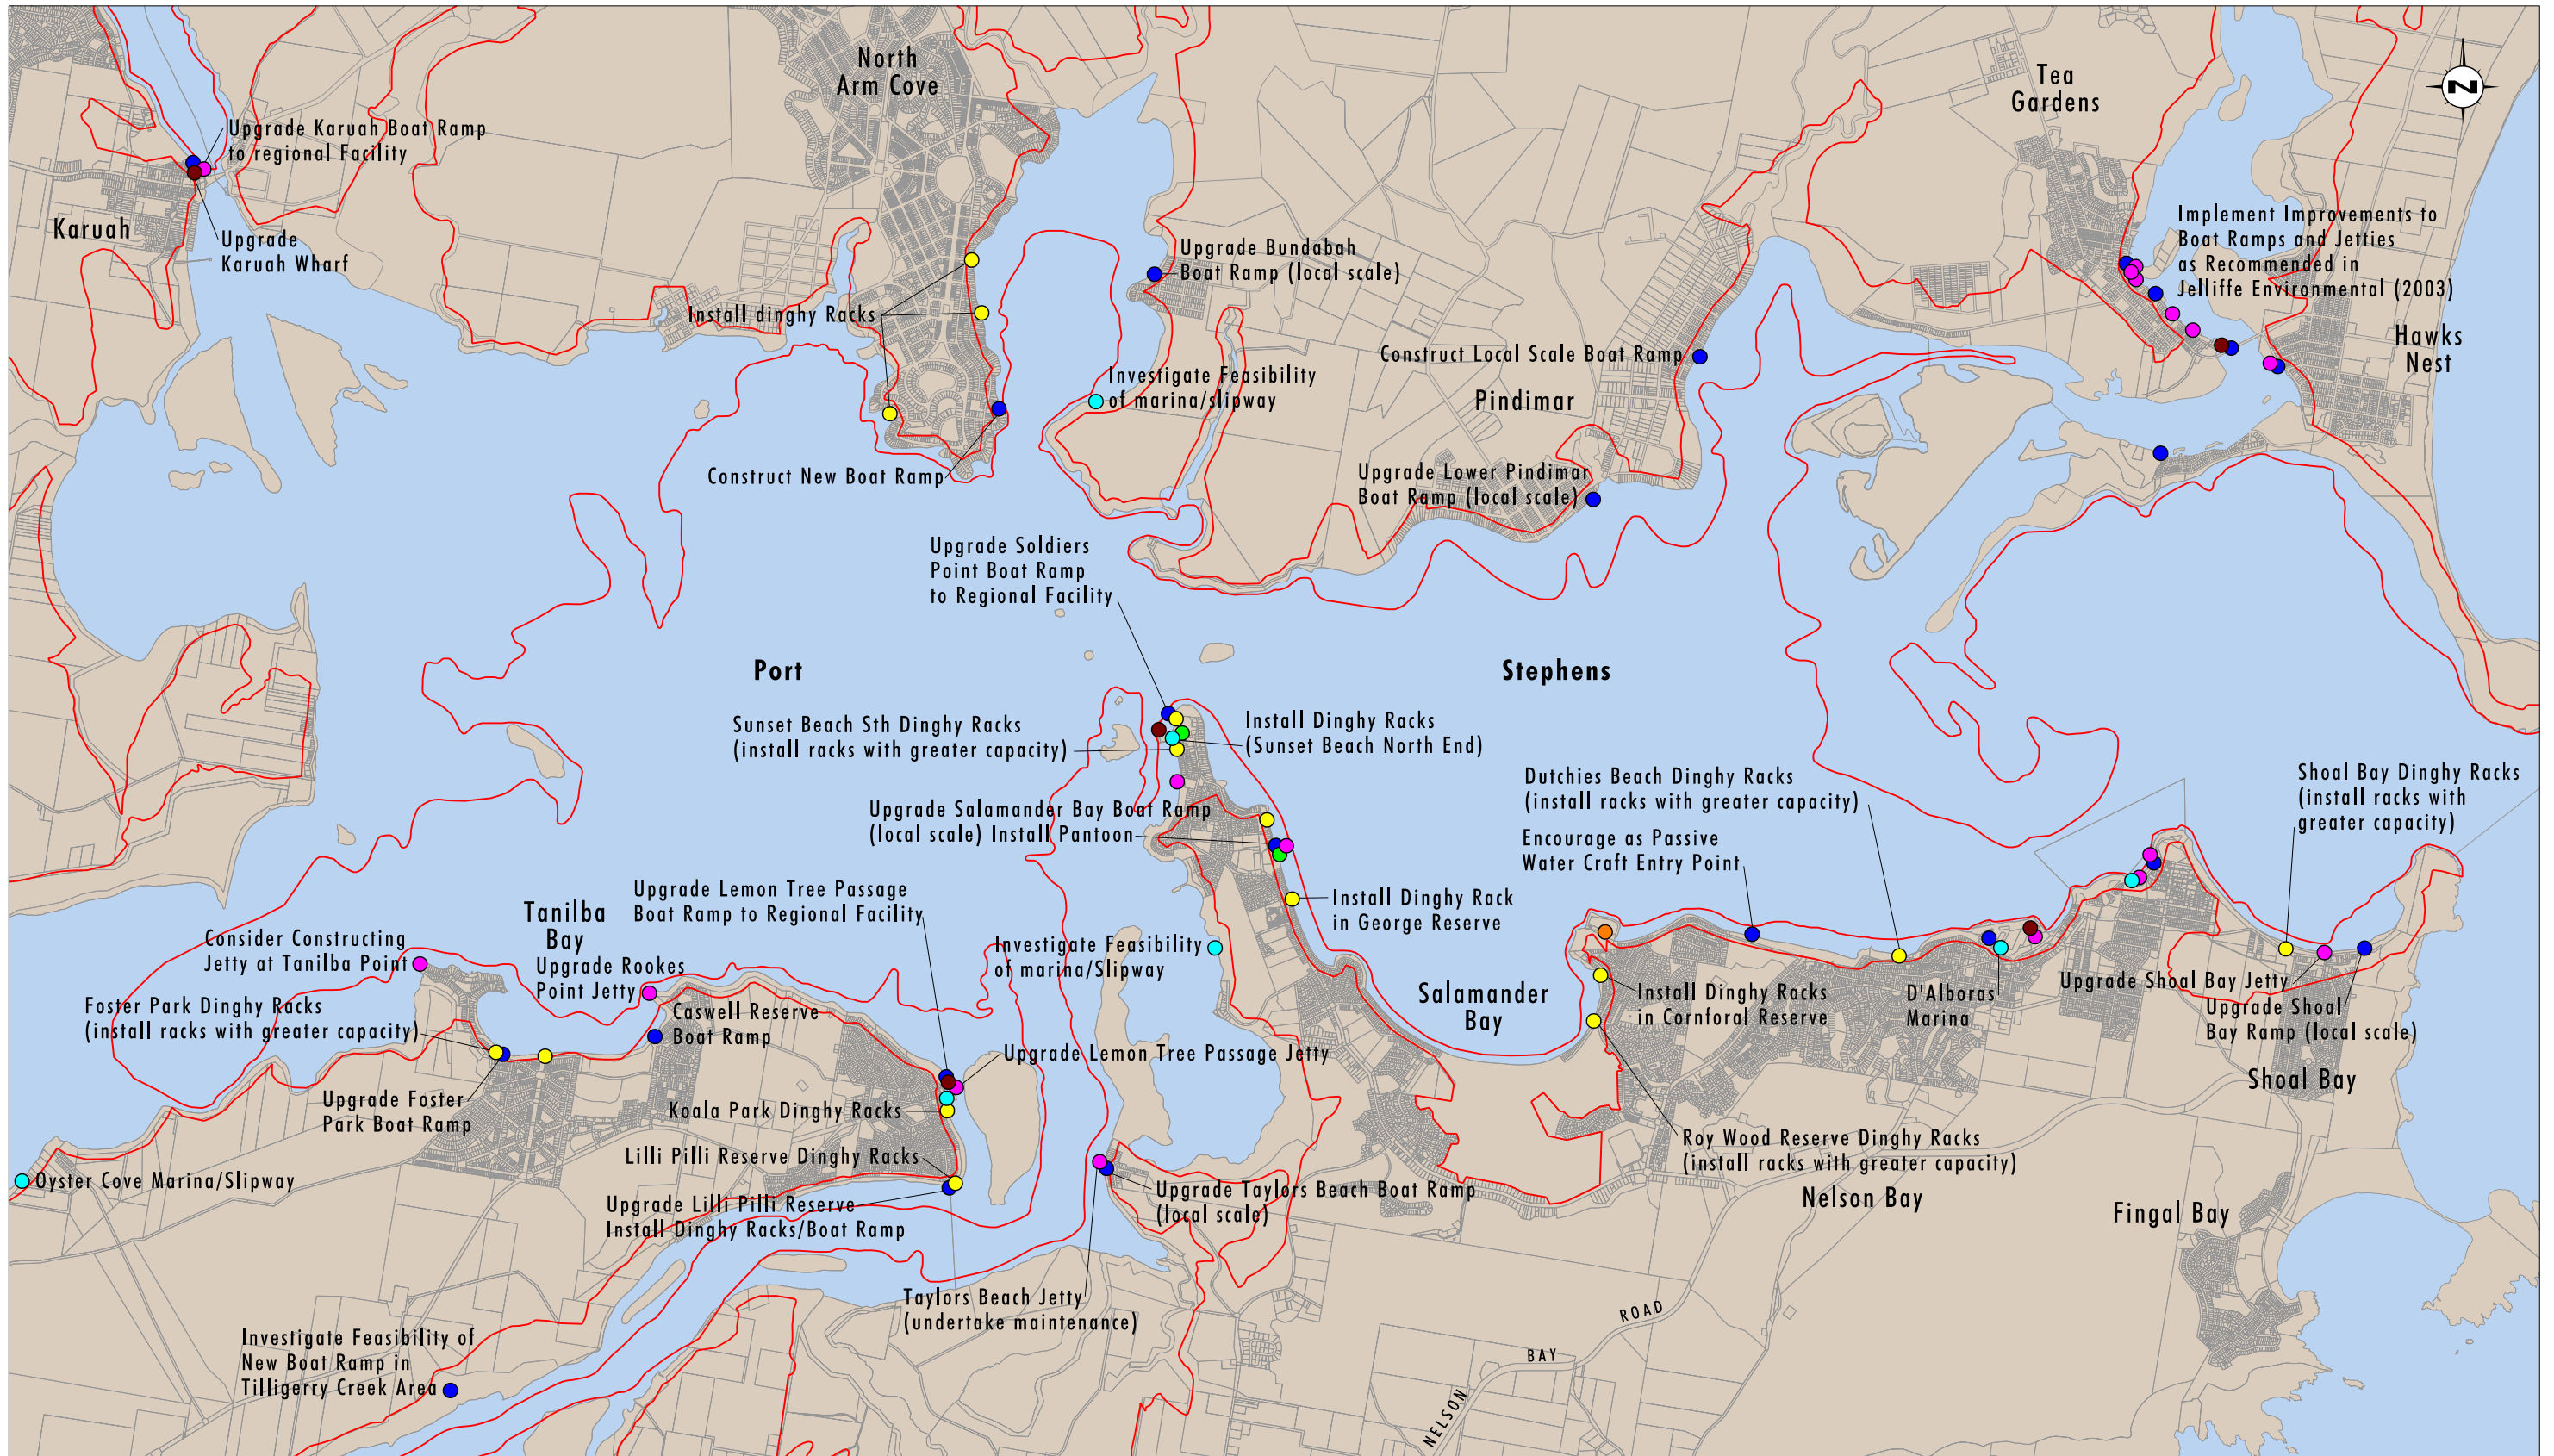 North
Arm Cove
Tea
Gardens
N
Upgrade Karuah Boat Ramp
to regional Facility
Karuah
Upgrade
Karuah Wharf
Implement Improvements to
Boat Ramps and Jetties
as Recommended in
Jelliffe Environmental (2003)
Upgrade Bundabah
Boat Ramp (local scale)
Install dinghy Racks
Hawks
Nest
Construct Local Scale Boat Ramp
Investigate Feasibility
of marina/slipway
Pindimar
Construct New Boat Ramp
Upgrade Lower Pindimar
Boat Ramp (local scale)
Upgrade Soldiers
Point Boat Ramp
to Regional Facility
Port
Stephens
Sunset Beach Sth Dinghy Racks
(install racks with greater capacity)
Install Dinghy Racks
(Sunset Beach North End)
Dutchies Beach Dinghy Racks
(install racks with greater capacity)
Shoal Bay Dinghy Racks
(install racks with
greater capacity)
Upgrade Salamander Bay Boat Ramp
(local scale) Install Pantoon
Encourage as Passive
Water Craft Entry Point
Upgrade Lemon Tree Passage
Boat Ramp to Regional Facility
Install Dinghy Rack
in George Reserve
Tanilba
Bay
Consider Constructing
Jetty at Tanilba Point
Investigate Feasibility
of marina/Slipway
Upgrade Rookes
Point Jetty
Salamander
Bay
Install Dinghy Racks
in Cornforal Reserve
D'Alboras
Marina
Upgrade Shoal Bay Jetty
Upgrade Shoal
Bay Ramp (local scale)
Foster Park Dinghy Racks
(install racks with greater capacity)
Caswell Reserve
Boat Ramp
Upgrade Lemon Tree Passage Jetty
Shoal Bay
Upgrade Foster
Park Boat Ramp
Koala Park Dinghy Racks
Roy Wood Reserve Dinghy Racks
(install racks with greater capacity)
Lilli Pilli Reserve Dinghy Racks
Oyster Cove Marina/Slipway
Upgrade Lilli Pilli Reserve
Install Dinghy Racks/Boat Ramp
Upgrade Taylors Beach Boat Ramp
(local scale)
Nelson Bay
Fingal Bay
Taylors Beach Jetty
(undertake maintenance)
Investigate Feasibility of
New Boat Ramp in
Tilligerry Creek Area
NELSON BAY ROAD